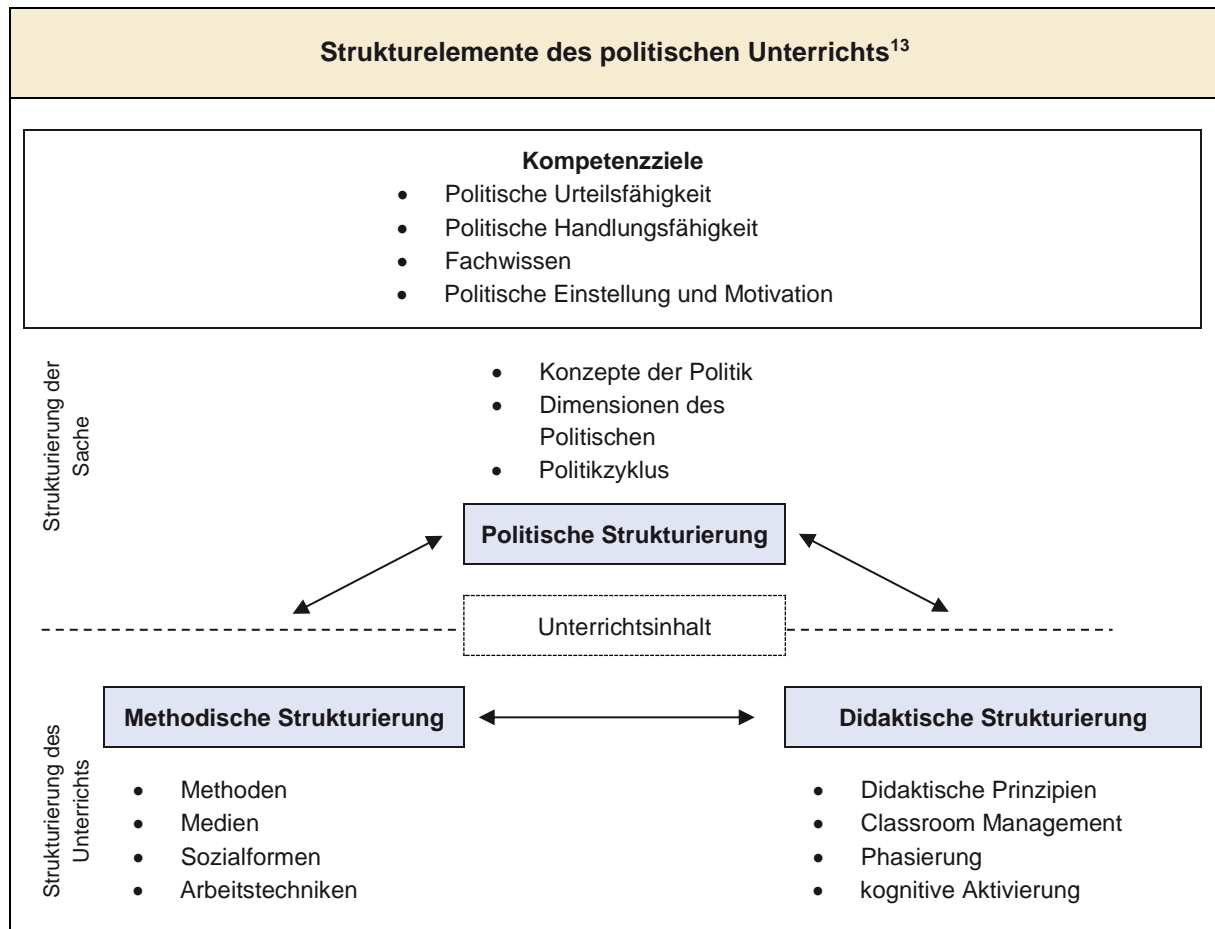 Strukturelemente des politischen Unterrichts¹³
Kompetenzziele
• Politische Urteilsfähigkeit
• Politische Handlungsfähigkeit
• Fachwissen
• Politische Einstellung und Motivation
Strukturierung der
Sache
• Konzepte der Politik
• Dimensionen des
Politischen
• Politikzyklus
Politische Strukturierung
Unterrichtsinhalt
Strukturierung des
Unterrichts
Methodische Strukturierung
• Methoden
• Medien
• Sozialformen
• Arbeitstechniken
Didaktische Strukturierung
• Didaktische Prinzipien
• Classroom Management
• Phasierung
• kognitive Aktivierung